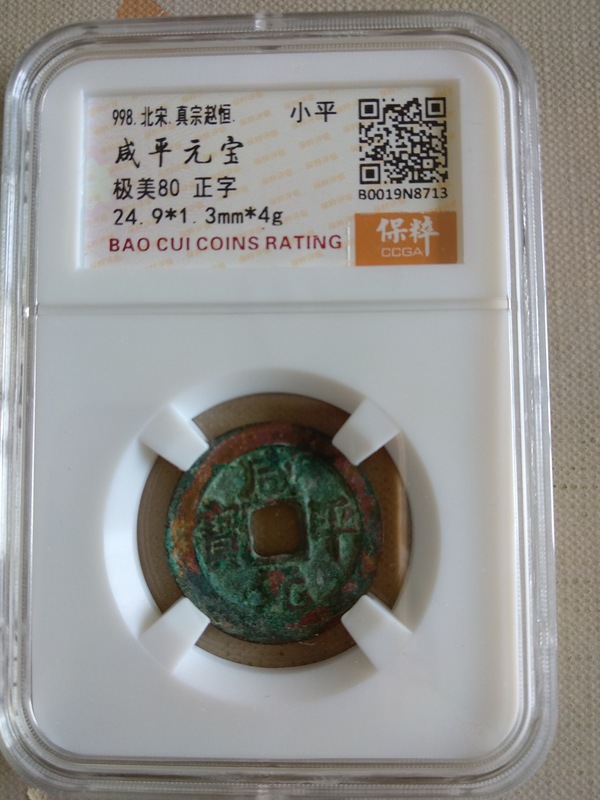 998.北宋.真宗赵恒. 小平
咸平元宝
极美80 正字
24.9*1.3mm*4g
BAO CUI COINS RATING
B0019N8713
保粹
CCGA
咸平元寶